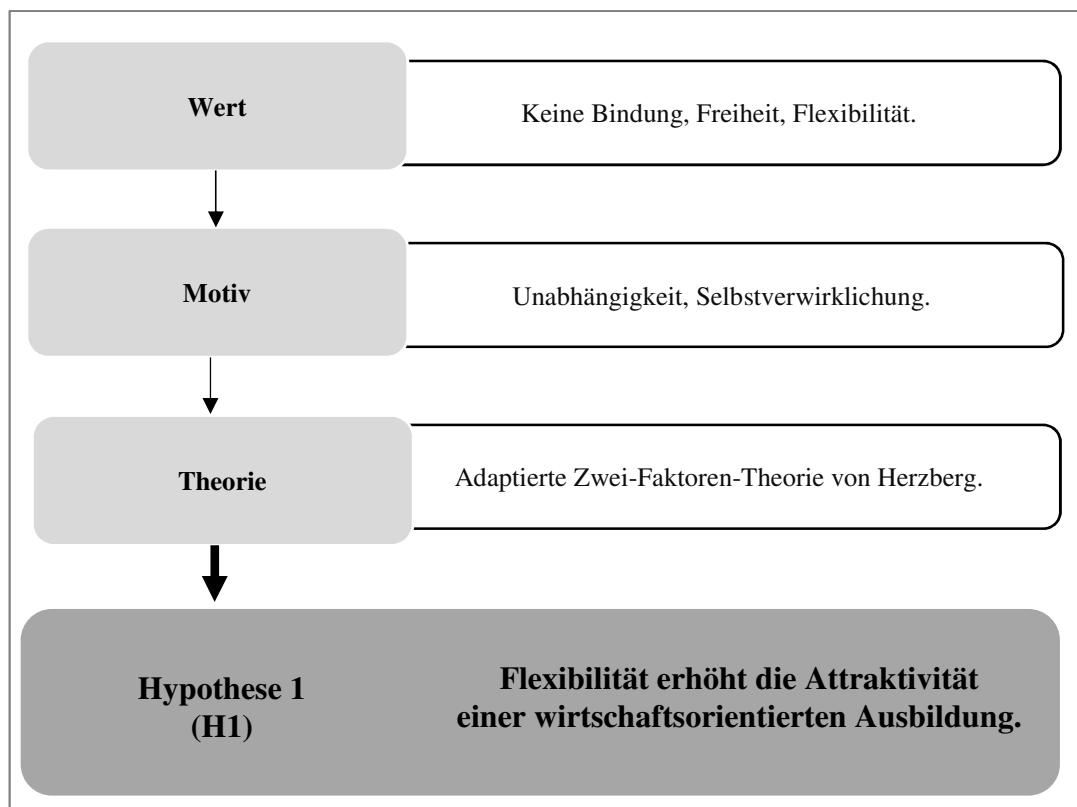 Wert
Keine Bindung, Freiheit, Flexibilität.
Motiv
Unabhängigkeit, Selbstverwirklichung.
Theorie
Adaptierte Zwei-Faktoren-Theorie von Herzberg.
Hypothese 1
(H1)
Flexibilität erhöht die Attraktivität
einer wirtschaftsorientierten Ausbildung.